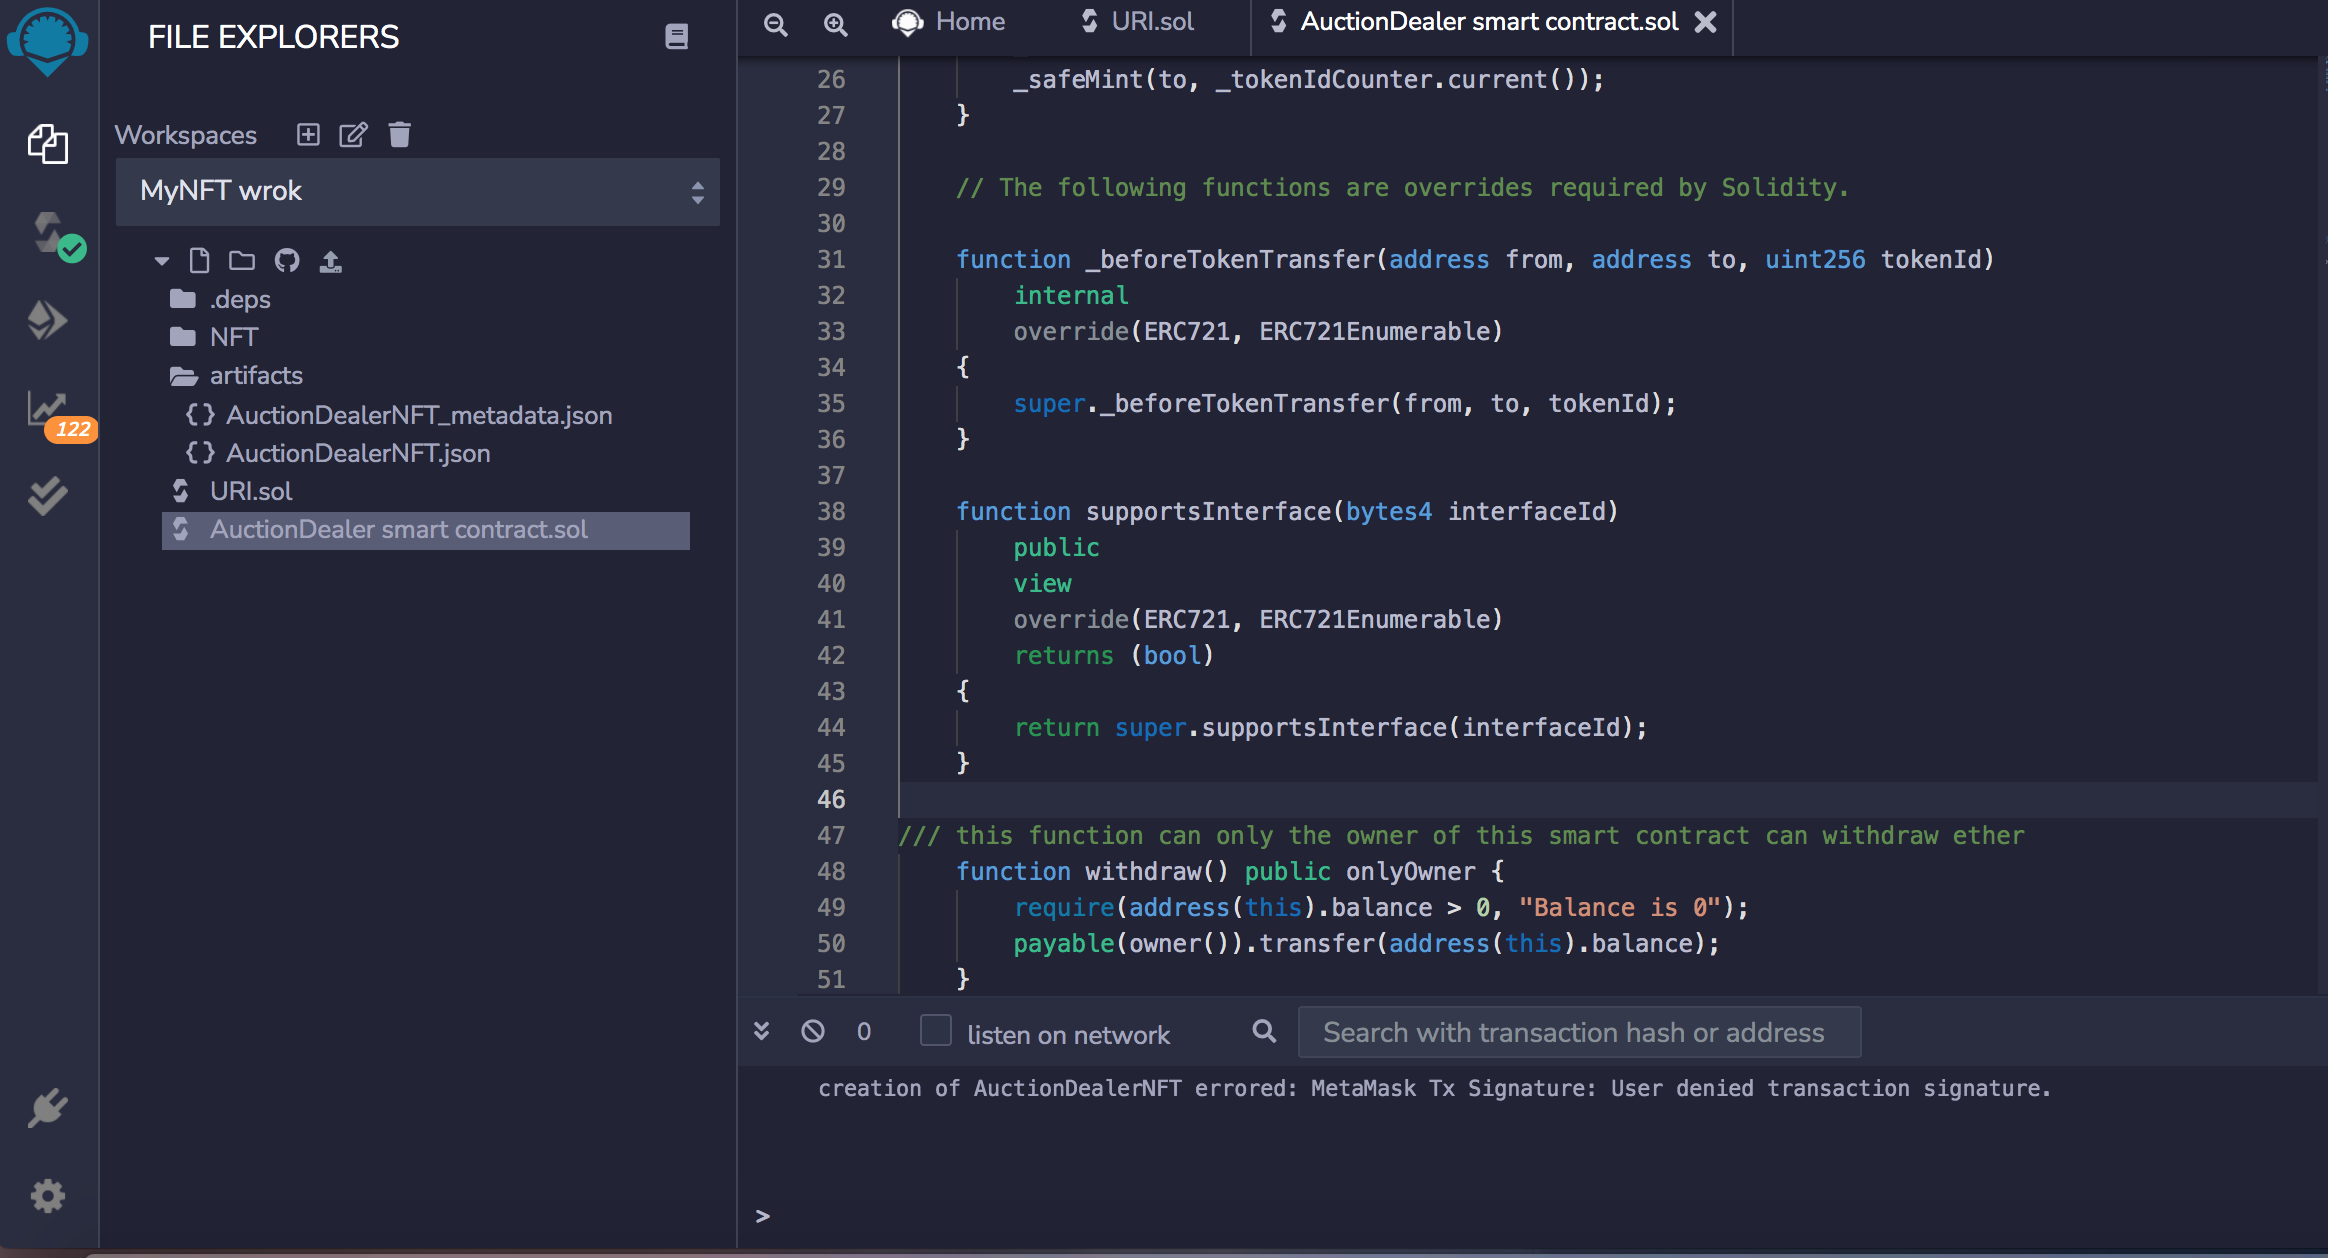 FILE EXPLORERS
Workspaces
MyNFT wrok
.deps
NFT
artifacts
{} AuctionDealerNFT_metadata.json
{} AuctionDealerNFT.json
URI.sol
AuctionDealer smart contract.sol
122
Home
URI.sol
AuctionDealer smart contract.sol
26 _safeMint(to, _tokenIdCounter.current());
27 }
28
29 // The following functions are overrides required by Solidity.
30
31 function _beforeTokenTransfer(address from, address to, uint256 tokenId)
32 internal
33 override(ERC721, ERC721Enumerable)
34 {
35 super._beforeTokenTransfer(from, to, tokenId);
36 }
37
38 function supportsInterface(bytes4 interfaceId)
39 public
40 view
41 override(ERC721, ERC721Enumerable)
42 returns (bool)
43 {
44 return super.supportsInterface(interfaceId);
45 }
46
47 /// this function can only the owner of this smart contract can withdraw ether
48 function withdraw() public onlyOwner {
49 require(address(this).balance > 0, "Balance is 0");
50 payable(owner()).transfer(address(this).balance);
51 }
0
listen on network
Search with transaction hash or address
creation of AuctionDealerNFT errored: MetaMask Tx Signature: User denied transaction signature.
>